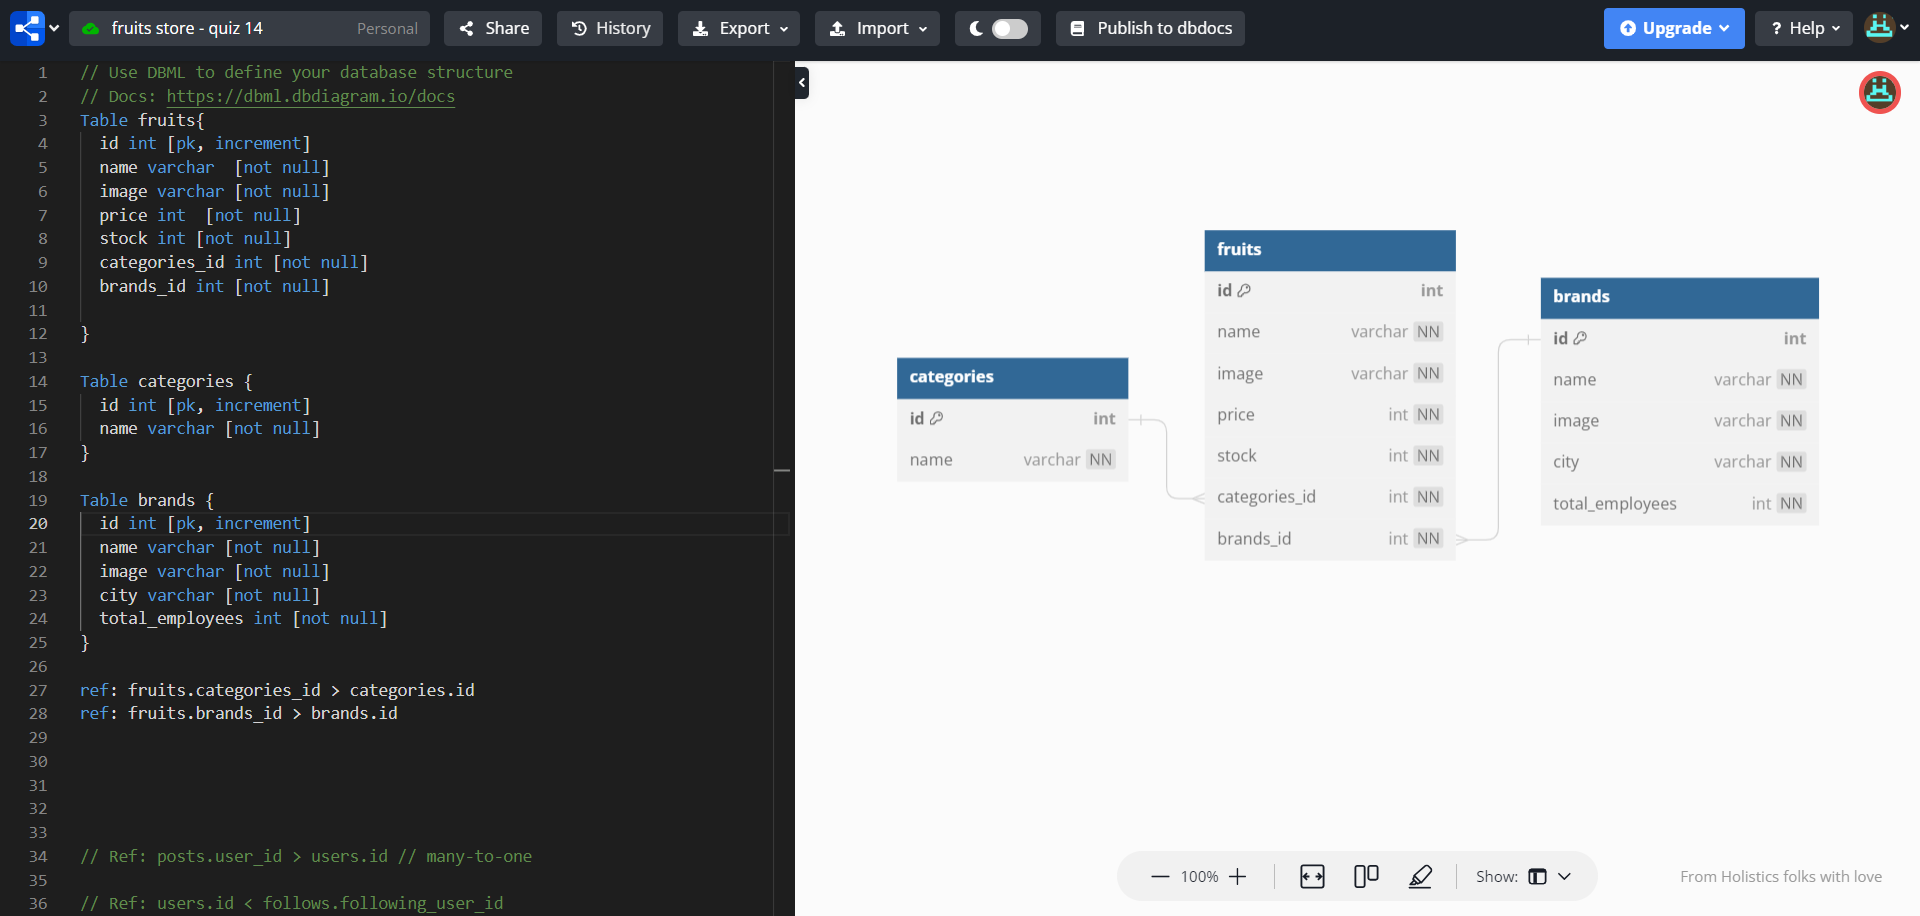 fruits store - quiz 14 Personal Share History Export Import Publish to dbdocs Upgrade ? Help
1 // Use DBML to define your database structure
2 // Docs: https://dbml.dbdiagram.io/docs
3 Table fruits{
4 id int [pk, increment]
5 name varchar  [not null]
6 image varchar [not null]
7 price int  [not null]
8 stock int [not null]
9 categories_id int [not null]
10 brands_id int [not null]
11
12 }
13
14 Table categories {
15 id int [pk, increment]
16 name varchar [not null]
17 }
18
19 Table brands {
20 id int [pk, increment]
21 name varchar [not null]
22 image varchar [not null]
23 city varchar [not null]
24 total_employees int [not null]
25 }
26
27 ref: fruits.categories_id > categories.id
28 ref: fruits.brands_id > brands.id
29
30
31
32
33
34 // Ref: posts.user_id > users.id // many-to-one
35
36 // Ref: users.id < follows.following_user_id
categories
id int
name varchar NN
fruits
id int
name varchar NN
image varchar NN
price int NN
stock int NN
categories_id int NN
brands_id int NN
brands
id int
name varchar NN
image varchar NN
city varchar NN
total_employees int NN
100% Show:
From Holistics folks with love